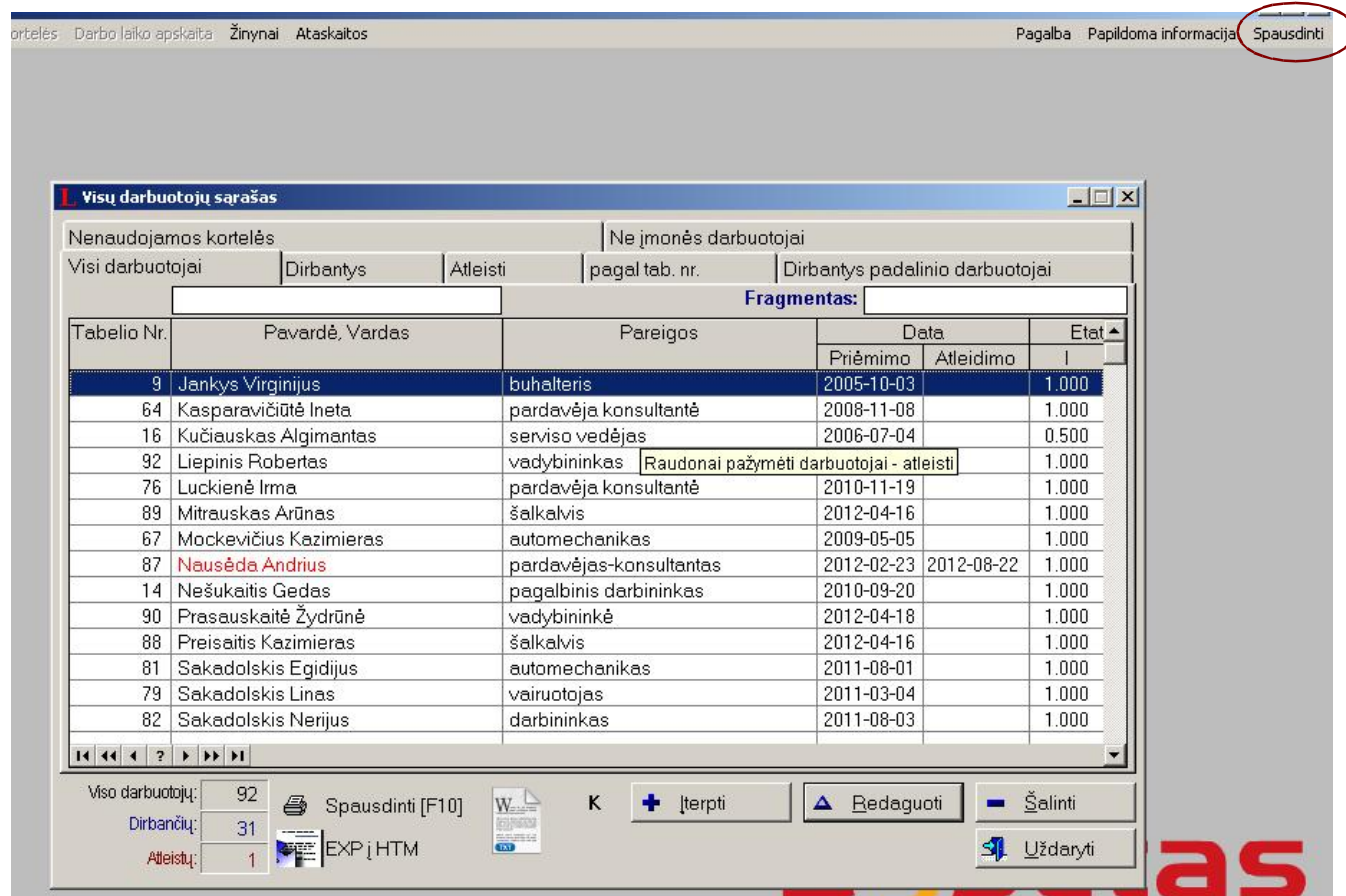 ortelės Darbo laiko apskaita Žinynai Ataskaitos Pagalba Papildoma informacija Spausdinti
Visų darbuotojų sąrašas
Nenaudojamos kortelės Ne įmonės darbuotojai
Visi darbuotojai Dirbantys Atleisti pagal tab. nr. Dirbantys padalinio darbuotojai
Fragmentas:
Tabelio Nr. Pavardė, Vardas Pareigos Data Etat
Priėmimo Atleidimo I
9 Jankys Virginijus buhalteris 2005-10-03 1.000
64 Kasparavičiūtė Ineta pardavėja konsultantė 2008-11-08 1.000
16 Kučiauskas Algimantas serviso vedėjas 2006-07-04 0.500
92 Liepinis Robertas vadybininkas Raudonai pažymėti darbuotojai - atleisti 1.000
76 Luckienė Irma pardavėja konsultantė 2010-11-19 1.000
89 Mitrauskas Arūnas šalkalvis 2012-04-16 1.000
67 Mockevičius Kazimieras automechanikas 2009-05-05 1.000
87 Nausėda Andrius pardavėjas-konsultantas 2012-02-23 2012-08-22 1.000
14 Nešukaitis Gedas pagalbinis darbininkas 2010-09-20 1.000
90 Prasauskaitė Žydrūnė vadybininkė 2012-04-18 1.000
88 Preisaitis Kazimieras šalkalvis 2012-04-16 1.000
81 Sakadolskis Egidijus automechanikas 2011-08-01 1.000
79 Sakadolskis Linas vairuotojas 2011-03-04 1.000
82 Sakadolskis Nerijus darbininkas 2011-08-03 1.000
?
Viso darbuotojų: 92 Spausdinti [F10] W TXT K Įterpti Redaguoti Šalinti
Dirbančių: 31
Atleistų: 1 EXP į HTM Uždaryti
as